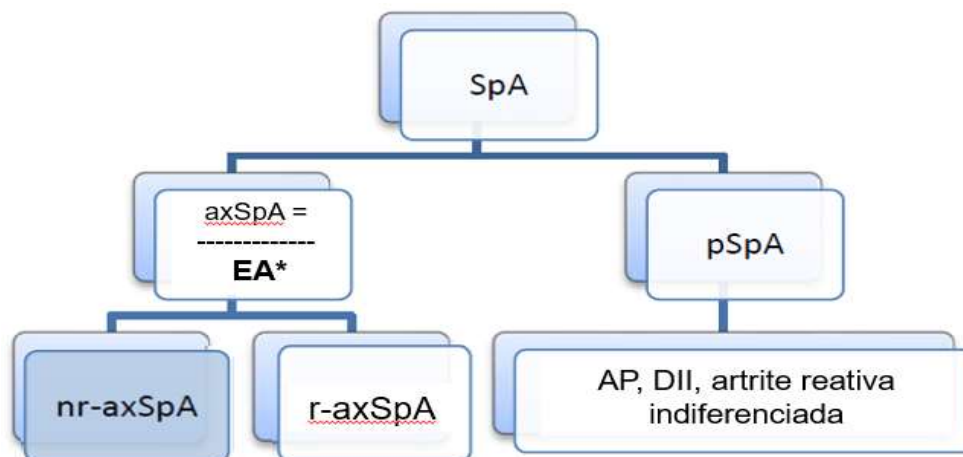 SpA
axSpA =
-------------
EA*
pSpA
nr-axSpA
r-axSpA
AP, DII, artrite reativa
indiferenciada